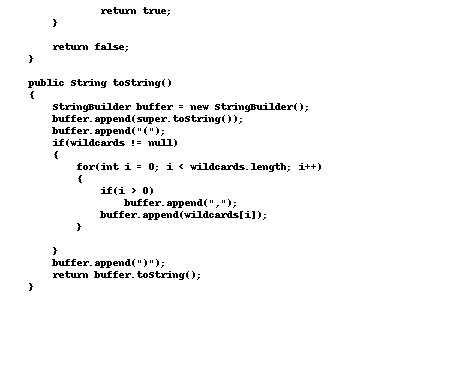 return true;
    }

    return false;
}

public String toString()
{
    StringBuilder buffer = new StringBuilder();
    buffer.append(super.toString());
    buffer.append("(");
    if(wildcards != null)
    {
        for(int i = 0; i < wildcards.length; i++)
        {
            if(i > 0)
                buffer.append(",");
            buffer.append(wildcards[i]);
        }

    }
    buffer.append(")");
    return buffer.toString();
}